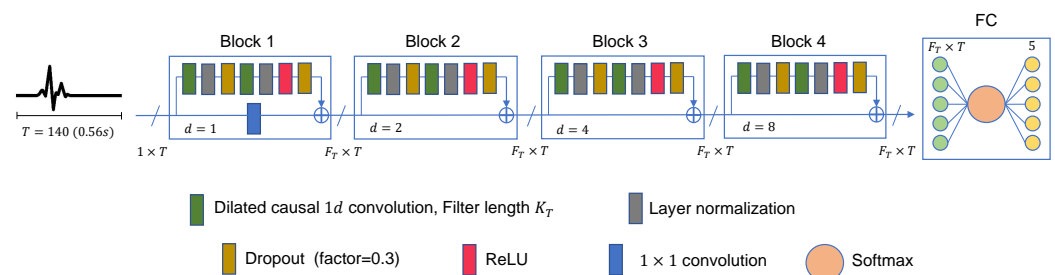 Block 1
Block 2
Block 3
Block 4
FC
T = 140 (0.56s)
d = 1
d = 2
d = 4
d = 8
F_T × T
5
1 × T
F_T × T
F_T × T
F_T × T
F_T × T
Dilated causal 1d convolution, Filter length K_T
Layer normalization
Dropout (factor=0.3)
ReLU
1 × 1 convolution
Softmax